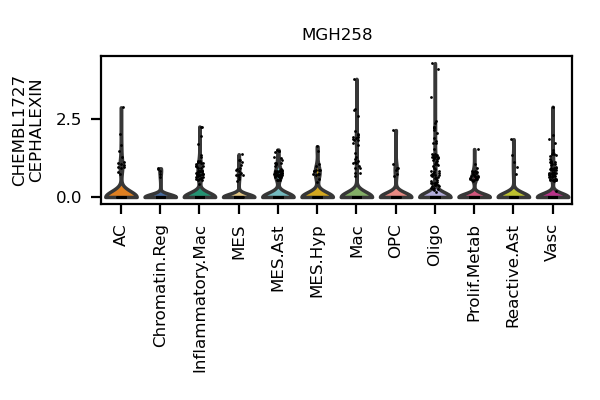 MGH258
CHEMBL1727
CEPHALEXIN
2.5
0.0
AC
Chromatin.Reg
Inflammatory.Mac
MES
MES.Ast
MES.Hyp
Mac
OPC
Oligo
Prolif.Metab
Reactive.Ast
Vasc